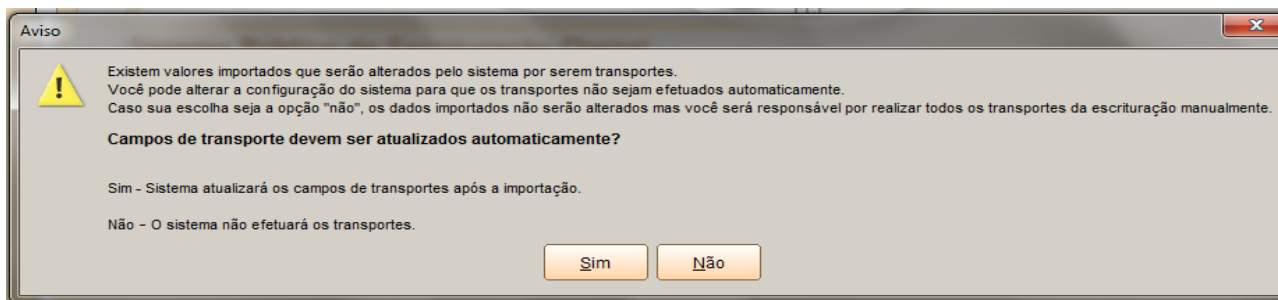 Aviso
Existem valores importados que serão alterados pelo sistema por serem transportes.
Você pode alterar a configuração do sistema para que os transportes não sejam efetuados automaticamente.
Caso sua escolha seja a opção "não", os dados importados não serão alterados mas você será responsável por realizar todos os transportes da escrituração manualmente.
Campos de transporte devem ser atualizados automaticamente?
Sim - Sistema atualizará os campos de transportes após a importação.
Não – O sistema não efetuará os transportes.
Sim
Não